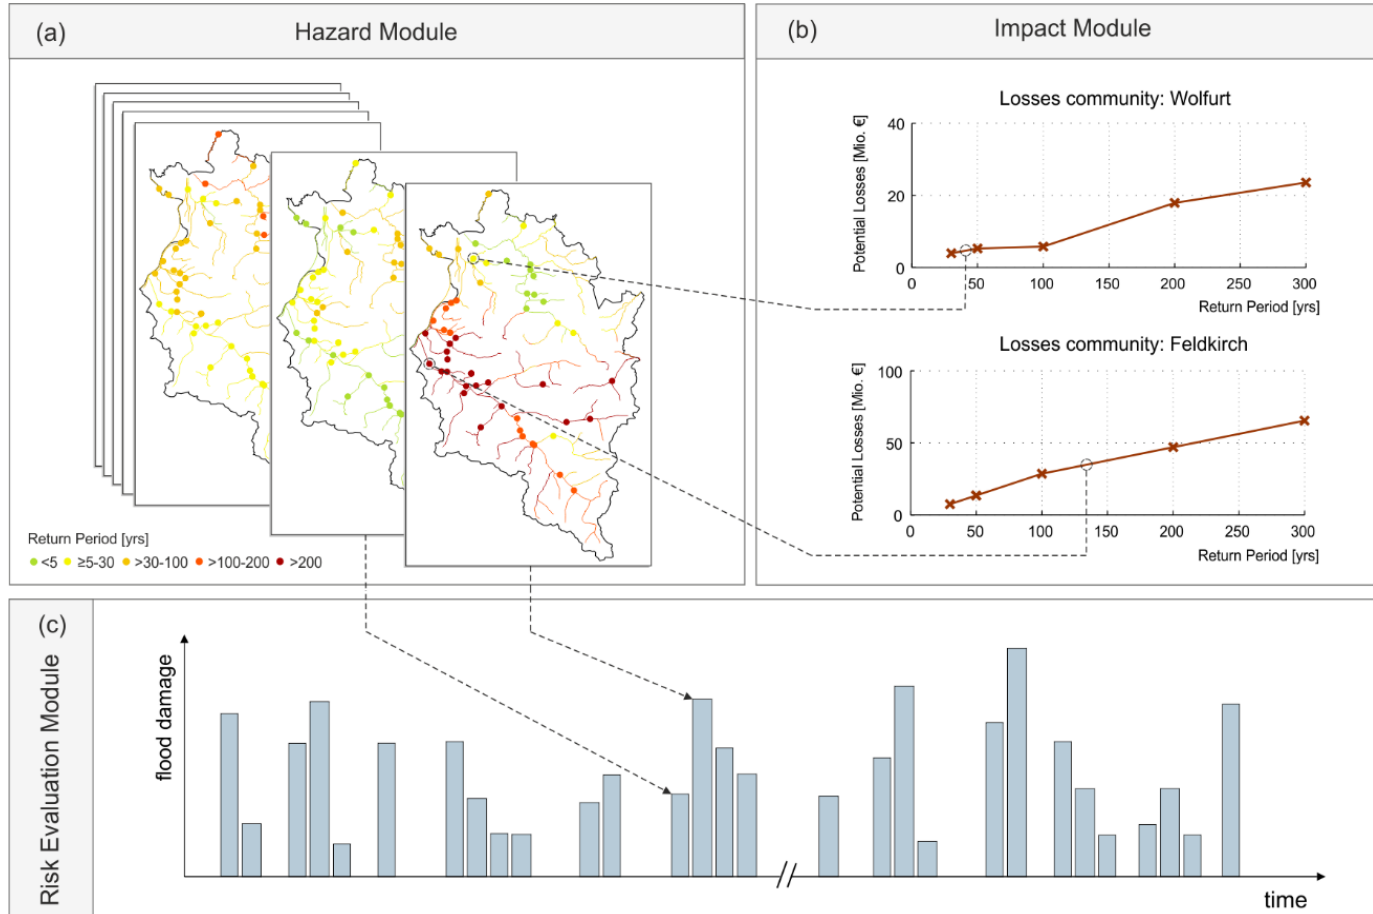 (a)
Hazard Module
Return Period [yrs]
<5 ≥5-30 >30-100 >100-200 >200
(b)
Impact Module
Losses community: Wolfurt
Potential Losses [Mio. €]
40
20
0
0 50 100 150 200 250 300
Return Period [yrs]
Losses community: Feldkirch
Potential Losses [Mio. €]
100
50
0
0 50 100 150 200 250 300
Return Period [yrs]
(c)
Risk Evaluation Module
flood damage
time